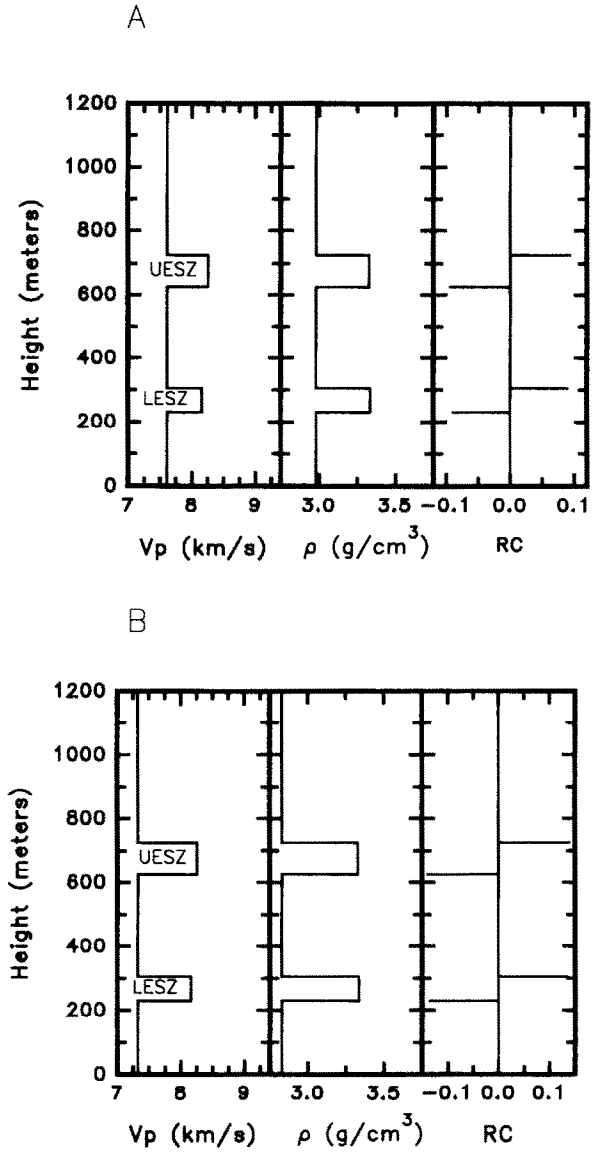 A
1200
1000
800
600
400
200
0
Height (meters)
UESZ
LESZ
7 8 9 3.0 3.5 −0.1 0.0 0.1
Vp (km/s) ρ (g/cm³) RC
B
1200
1000
800
600
400
200
0
Height (meters)
UESZ
LESZ
7 8 9 3.0 3.5 −0.1 0.0 0.1
Vp (km/s) ρ (g/cm³) RC